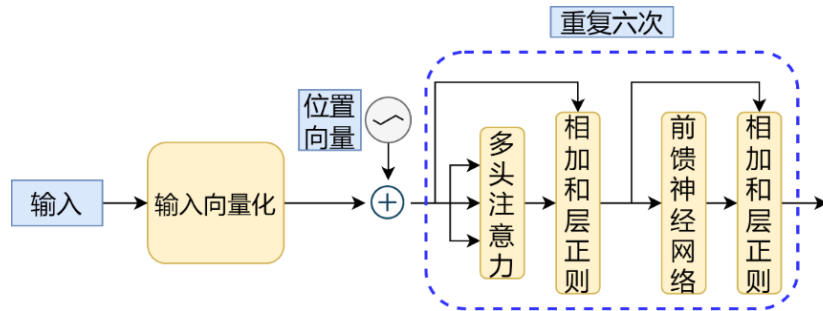 重复六次
位置
向量
输入
输入向量化
多头注意力
相加和层正则
前馈神经网络
相加和层正则